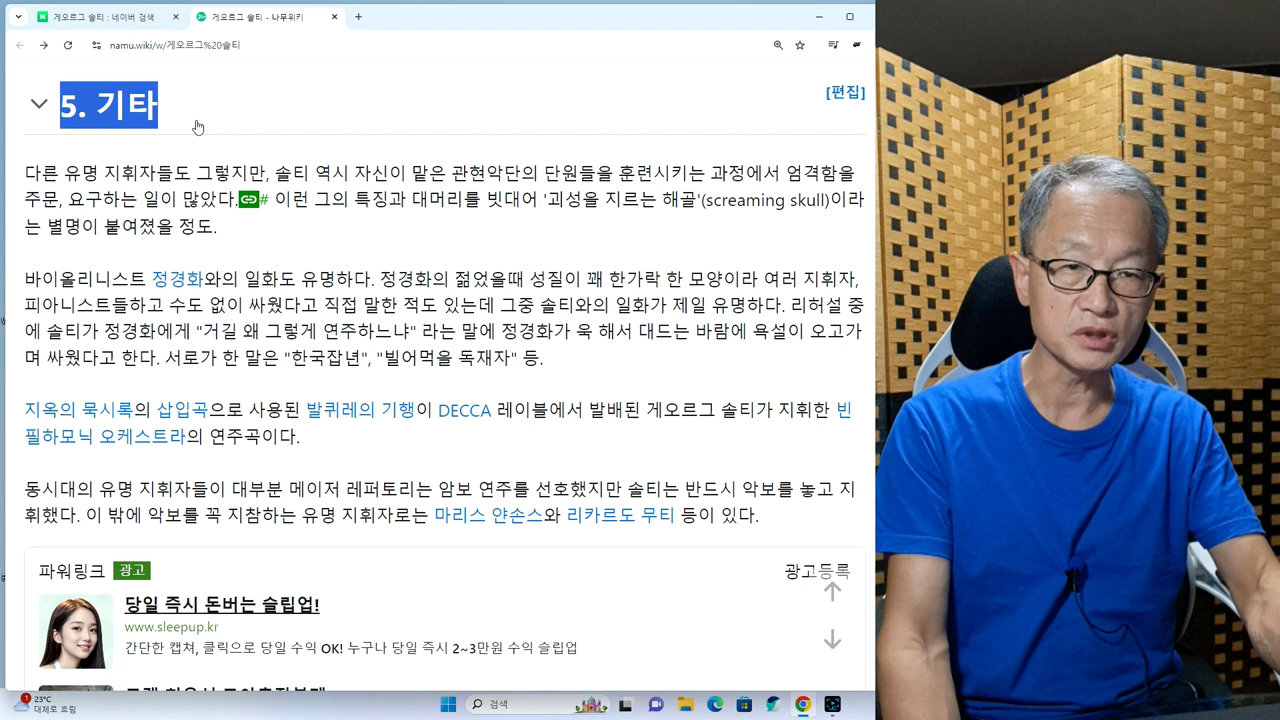 게오르그 솔티 : 네이버 검색
게오르그 솔티 - 나무위키
namu.wiki/w/게오르그%20솔티
5. 기타
[편집]
다른 유명 지휘자들도 그렇지만, 솔티 역시 자신이 맡은 관현악단의 단원들을 훈련시키는 과정에서 엄격함을
주문, 요구하는 일이 많았다.# 이런 그의 특징과 대머리를 빗대어 '괴성을 지르는 해골'(screaming skull)이라
는 별명이 붙여졌을 정도.
바이올리니스트 정경화와의 일화도 유명하다. 정경화의 젊었을때 성질이 꽤 한가락 한 모양이라 여러 지휘자,
피아니스트들하고 수도 없이 싸웠다고 직접 말한 적도 있는데 그중 솔티와의 일화가 제일 유명하다. 리허설 중
에 솔티가 정경화에게 "거길 왜 그렇게 연주하느냐" 라는 말에 정경화가 욱 해서 대드는 바람에 욕설이 오고가
며 싸웠다고 한다. 서로가 한 말은 "한국잡년", "빌어먹을 독재자" 등.
지옥의 묵시록의 삽입곡으로 사용된 발퀴레의 기행이 DECCA 레이블에서 발매된 게오르그 솔티가 지휘한 빈
필하모닉 오케스트라의 연주곡이다.
동시대의 유명 지휘자들이 대부분 메이저 레퍼토리는 암보 연주를 선호했지만 솔티는 반드시 악보를 놓고 지
휘했다. 이 밖에 악보를 꼭 지참하는 유명 지휘자로는 마리스 얀손스와 리카르도 무티 등이 있다.
파워링크 광고
광고등록
당일 즉시 돈버는 슬립업!
www.sleepup.kr
간단한 캡쳐, 클릭으로 당일 수익 OK! 누구나 당일 즉시 2~3만원 수익 슬립업
1
23°C
대체로 흐림
검색